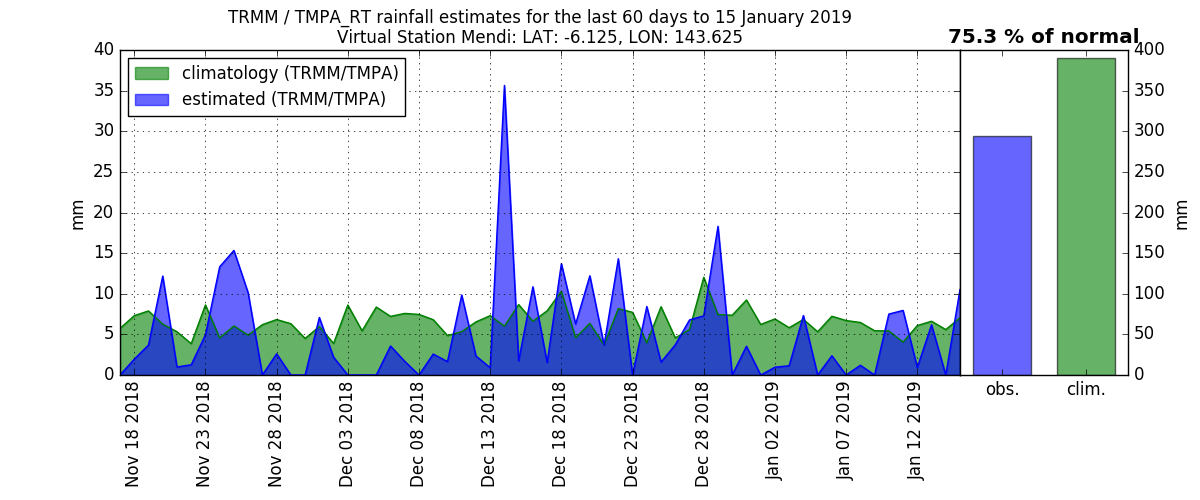 TRMM / TMPA_RT rainfall estimates for the last 60 days to 15 January 2019
Virtual Station Mendi: LAT: -6.125, LON: 143.625
75.3 % of normal
climatology (TRMM/TMPA)
estimated (TRMM/TMPA)
mm
40
35
30
25
20
15
10
5
0
Nov 18 2018
Nov 23 2018
Nov 28 2018
Dec 03 2018
Dec 08 2018
Dec 13 2018
Dec 18 2018
Dec 23 2018
Dec 28 2018
Jan 02 2019
Jan 07 2019
Jan 12 2019
obs.
clim.
400
350
300
250
200
150
100
50
0
mm